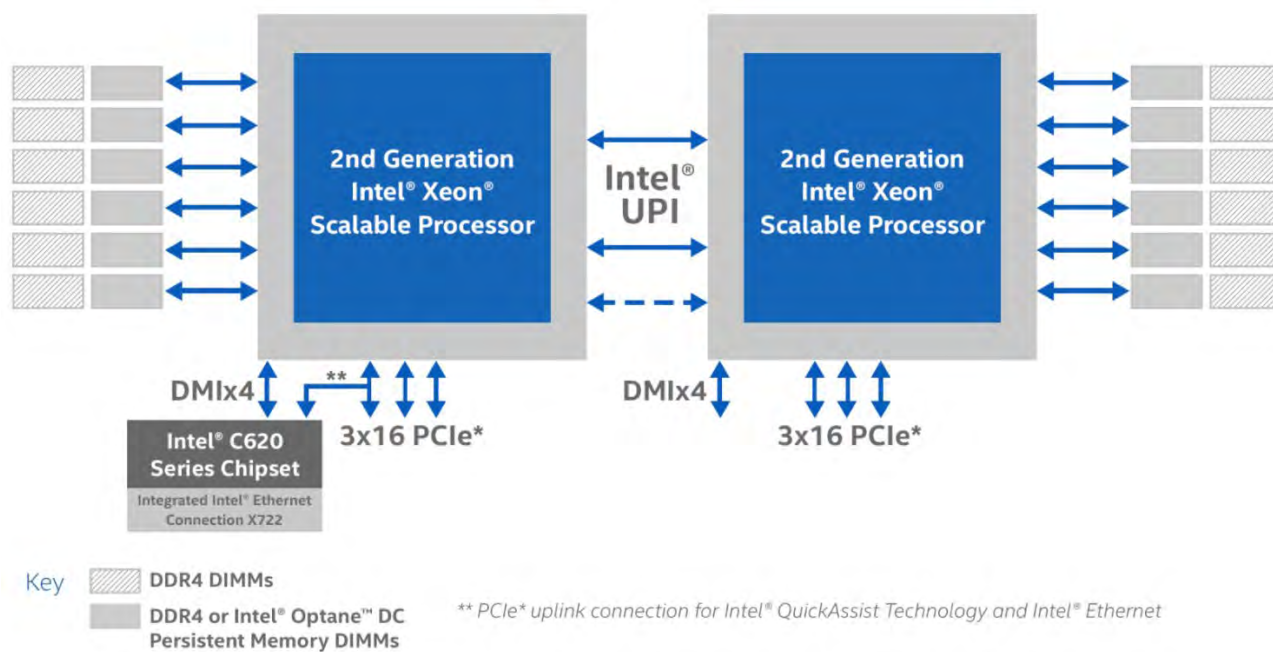 2nd Generation
Intel® Xeon®
Scalable Processor
Intel®
UPI
2nd Generation
Intel® Xeon®
Scalable Processor
DMIx4
**
3x16 PCIe*
DMIx4
3x16 PCIe*
Intel® C620
Series Chipset
Integrated Intel® Ethernet
Connection X722
Key
DDR4 DIMMs
DDR4 or Intel® Optane™ DC
Persistent Memory DIMMs
** PCIe* uplink connection for Intel® QuickAssist Technology and Intel® Ethernet